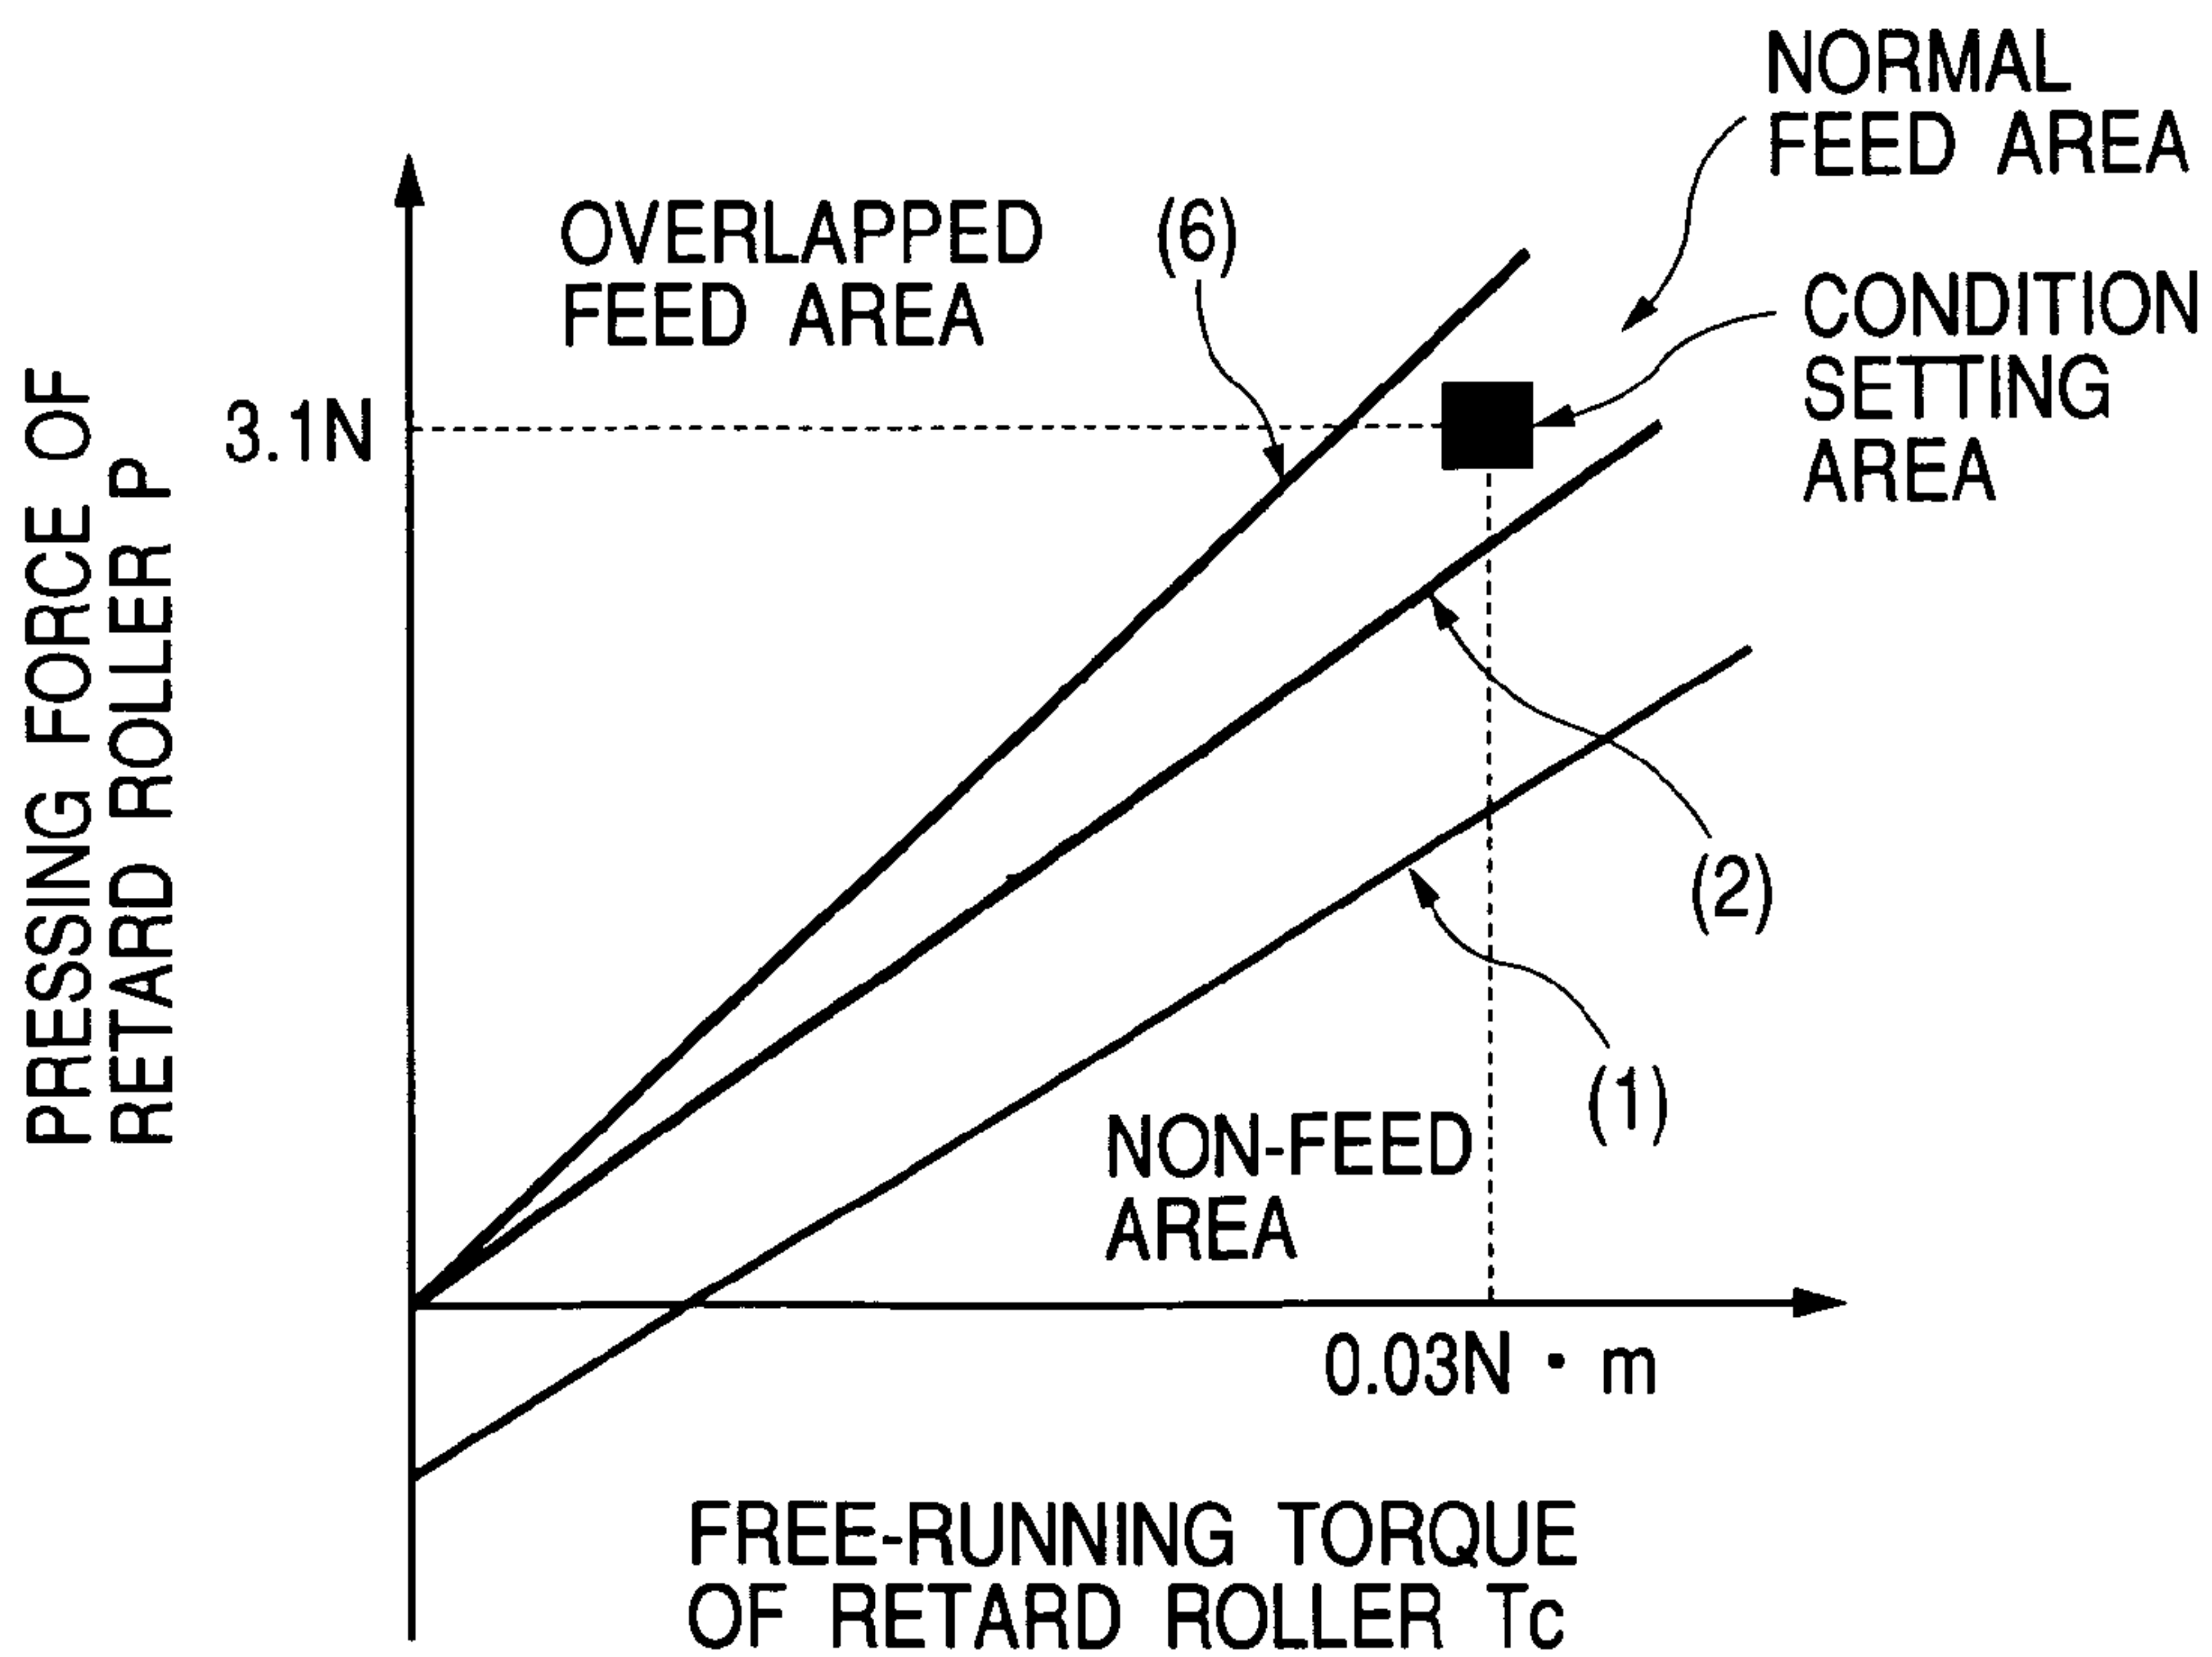 NORMAL
FEED AREA
OVERLAPPED
FEED AREA
(6)
CONDITION
SETTING
AREA
3.1N
PRESSING FORCE OF
RETARD ROLLER P
(2)
(1)
NON-FEED
AREA
0.03N・m
FREE-RUNNING TORQUE
OF RETARD ROLLER Tc